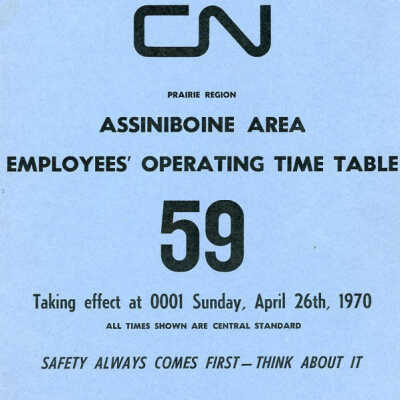 CN
PRAIRIE REGION
ASSINIBOINE AREA
EMPLOYEES' OPERATING TIME TABLE
59
Taking effect at 0001 Sunday, April 26th, 1970
ALL TIMES SHOWN ARE CENTRAL STANDARD
SAFETY ALWAYS COMES FIRST — THINK ABOUT IT